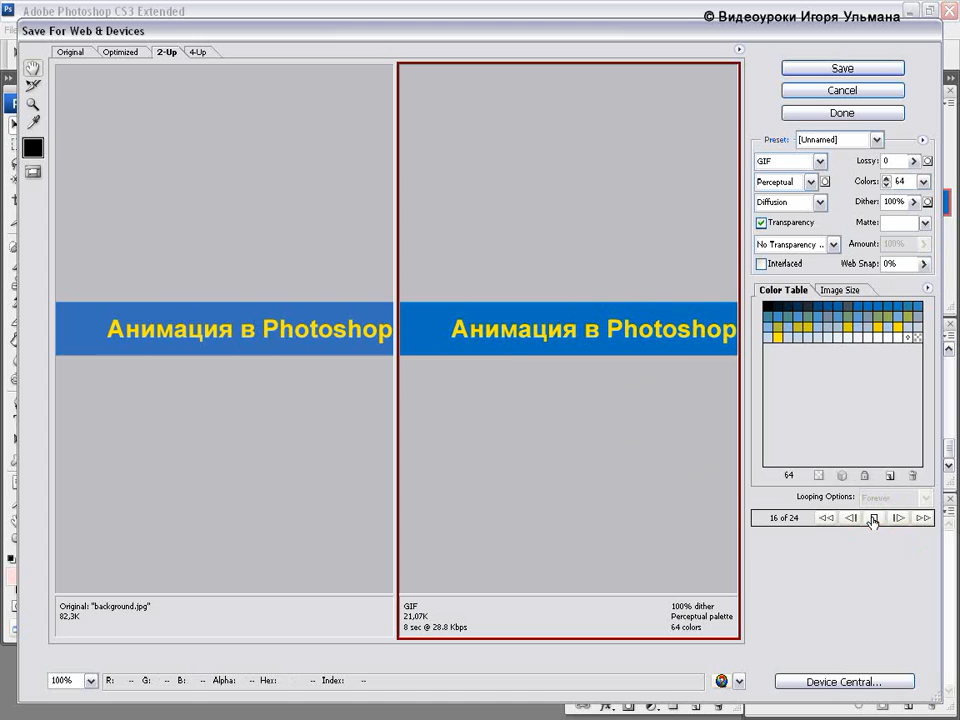 Adobe Photoshop CS3 Extended
© Видеоуроки Игоря Ульмана
Save For Web & Devices
Original
Optimized
2-Up
4-Up
Save
Cancel
Done
Preset: [Unnamed]
GIF
Lossy: 0
Perceptual
Colors: 64
Diffusion
Dither: 100%
Transparency
Matte:
No Transparency ..
Amount: 100%
Interlaced
Web Snap: 0%
Color Table
Image Size
Анимация в Photoshop
Анимация в Photoshop
64
Looping Options: Forever
16 of 24
Original: "background.jpg"
82,3K
GIF
21,07K
8 sec @ 28.8 Kbps
100% dither
Perceptual palette
64 colors
100%
R: -- G: -- B: -- Alpha: -- Hex: -- Index: --
Device Central...